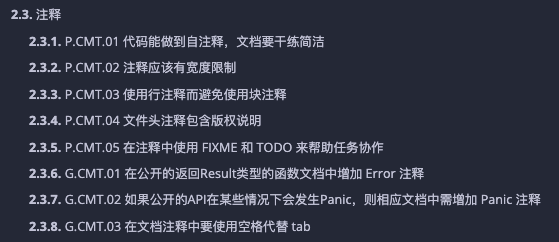 2.3. 注释
2.3.1. P.CMT.01 代码能做到自注释，文档要干练简洁
2.3.2. P.CMT.02 注释应该有宽度限制
2.3.3. P.CMT.03 使用行注释而避免使用块注释
2.3.4. P.CMT.04 文件头注释包含版权说明
2.3.5. P.CMT.05 在注释中使用 FIXME 和 TODO 来帮助任务协作
2.3.6. G.CMT.01 在公开的返回Result类型的函数文档中增加 Error 注释
2.3.7. G.CMT.02 如果公开的API在某些情况下会发生Panic，则相应文档中需增加 Panic 注释
2.3.8. G.CMT.03 在文档注释中要使用空格代替 tab